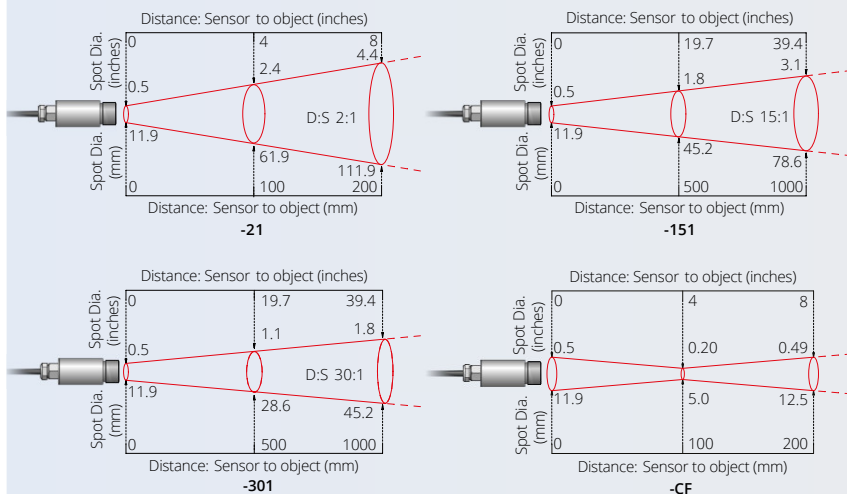 Distance: Sensor to object (inches)
Spot Dia.
(inches)
0 4 8
0.5 2.4 4.4
D:S 2:1
11.9 61.9 111.9
Spot Dia.
(mm)
0 100 200
Distance: Sensor to object (mm)
-21
Distance: Sensor to object (inches)
Spot Dia.
(inches)
0 19.7 39.4
0.5 1.8 3.1
D:S 15:1
11.9 45.2 78.6
Spot Dia.
(mm)
0 500 1000
Distance: Sensor to object (mm)
-151
Distance: Sensor to object (inches)
Spot Dia.
(inches)
0 19.7 39.4
0.5 1.1 1.8
D:S 30:1
11.9 28.6 45.2
Spot Dia.
(mm)
0 500 1000
Distance: Sensor to object (mm)
-301
Distance: Sensor to object (inches)
Spot Dia.
(inches)
0 4 8
0.5 0.20 0.49
11.9 5.0 12.5
Spot Dia.
(mm)
0 100 200
Distance: Sensor to object (mm)
-CF